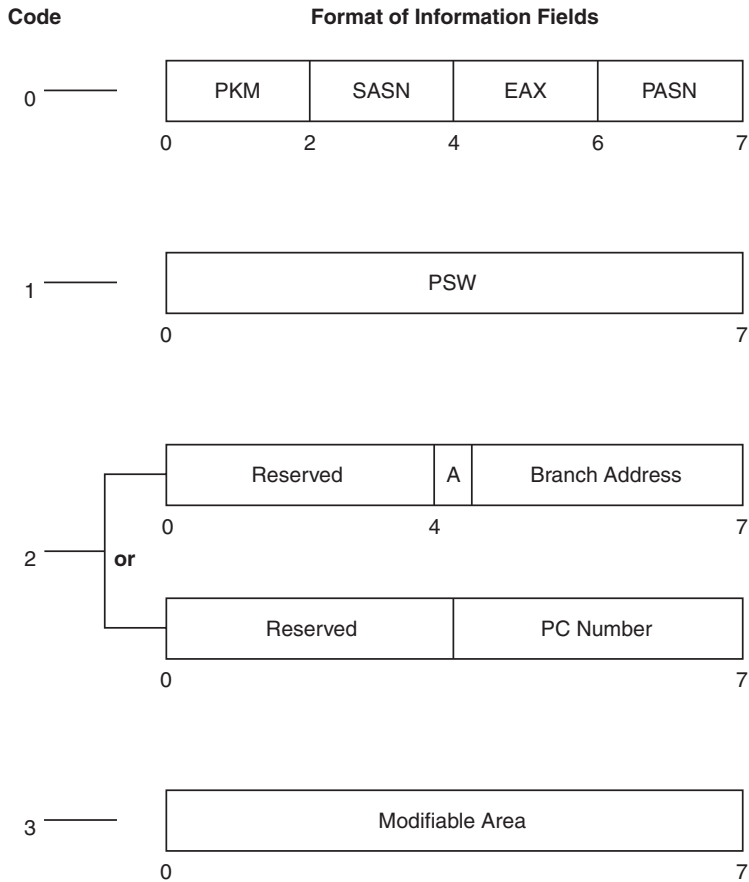 Code Format of Information Fields
0 PKM SASN EAX PASN
0 2 4 6 7
1 PSW
0 7
Reserved A Branch Address
0 4 7
2 or
Reserved PC Number
0 7
3 Modifiable Area
0 7